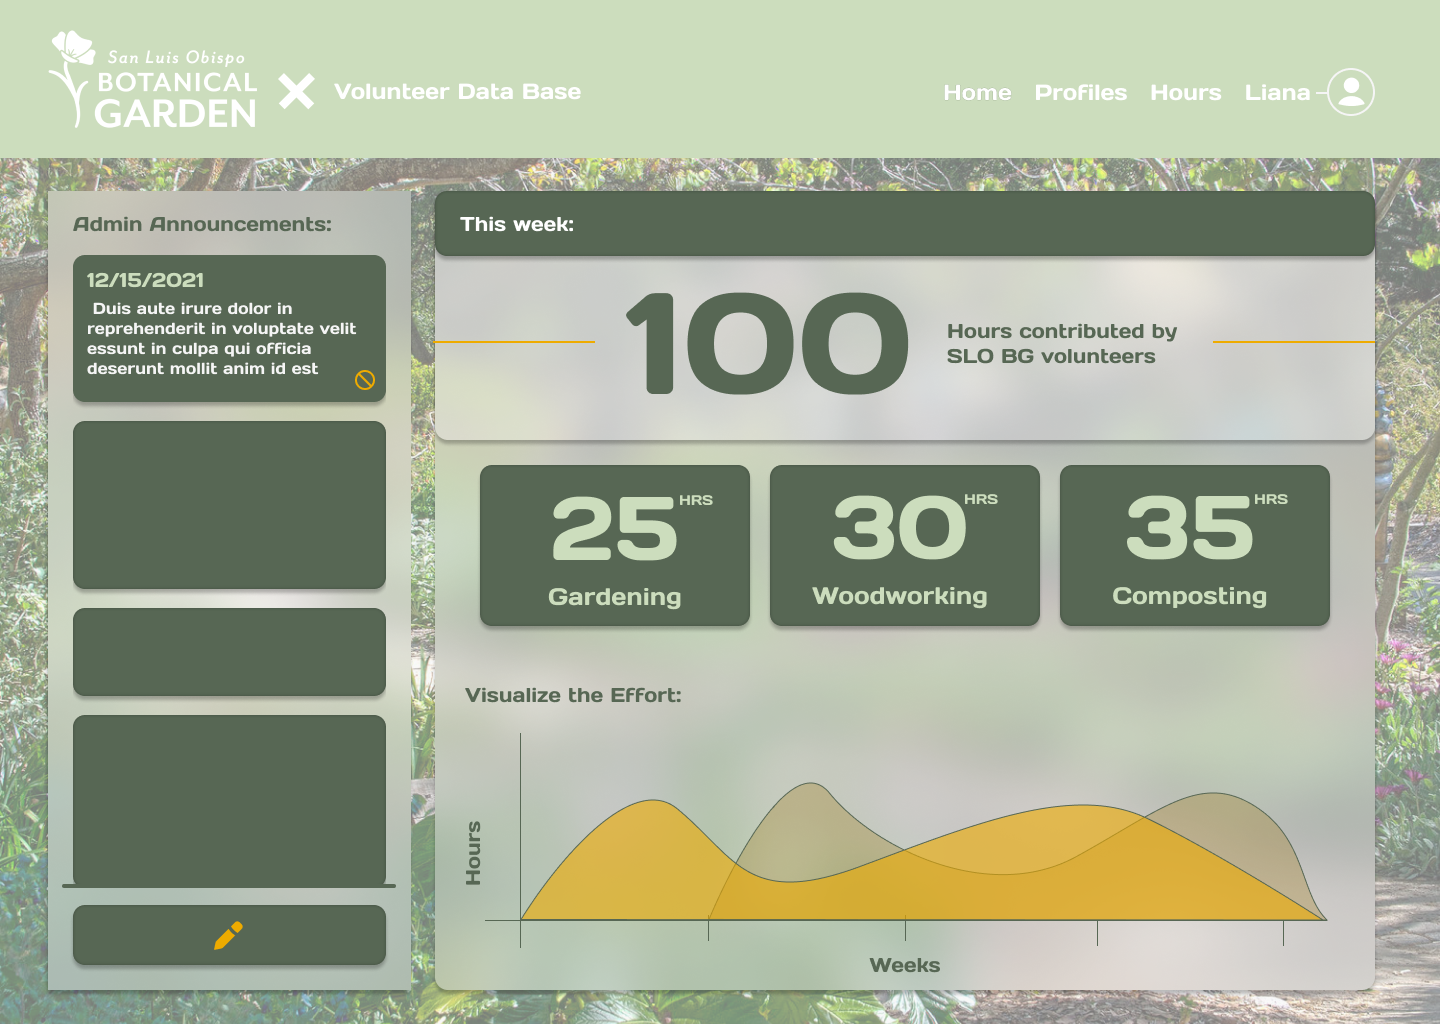 San Luis Obispo
BOTANICAL
GARDEN
Volunteer Data Base
Home
Profiles
Hours
Liana
Admin Announcements:
12/15/2021
Duis aute irure dolor in
reprehenderit in voluptate velit
essunt in culpa qui officia
deserunt mollit anim id est
This week:
100
Hours contributed by
SLO BG volunteers
25 HRS
Gardening
30 HRS
Woodworking
35 HRS
Composting
Visualize the Effort:
Hours
Weeks